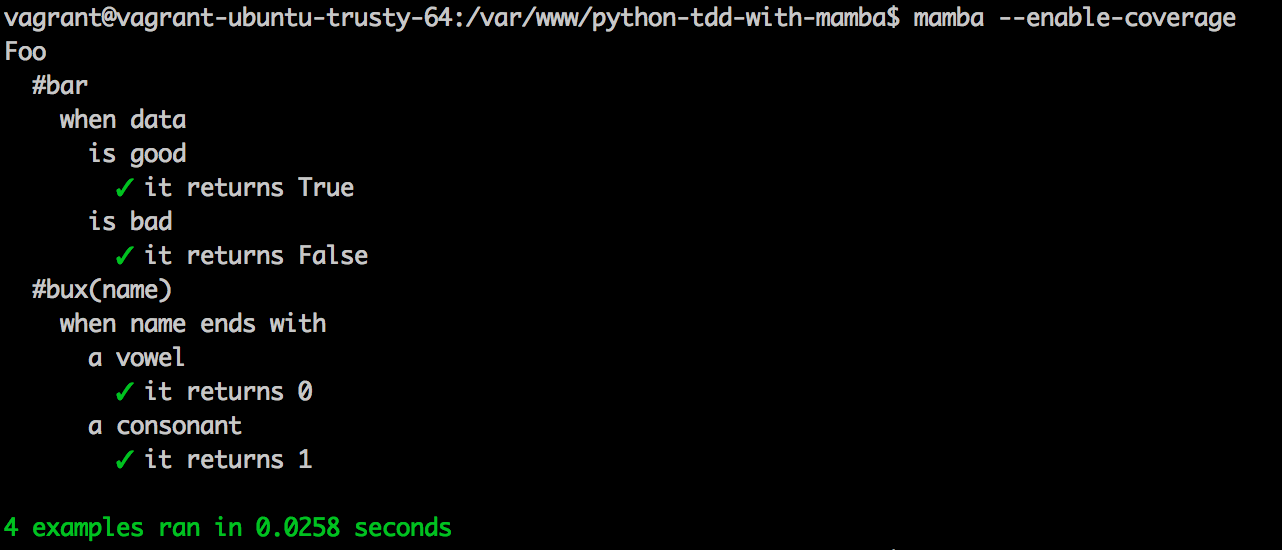 vagrant@vagrant-ubuntu-trusty-64:/var/www/python-tdd-with-mamba$ mamba --enable-coverage
Foo
  #bar
    when data
      is good
        ✓ it returns True
      is bad
        ✓ it returns False
  #bux(name)
    when name ends with
      a vowel
        ✓ it returns 0
      a consonant
        ✓ it returns 1
4 examples ran in 0.0258 seconds